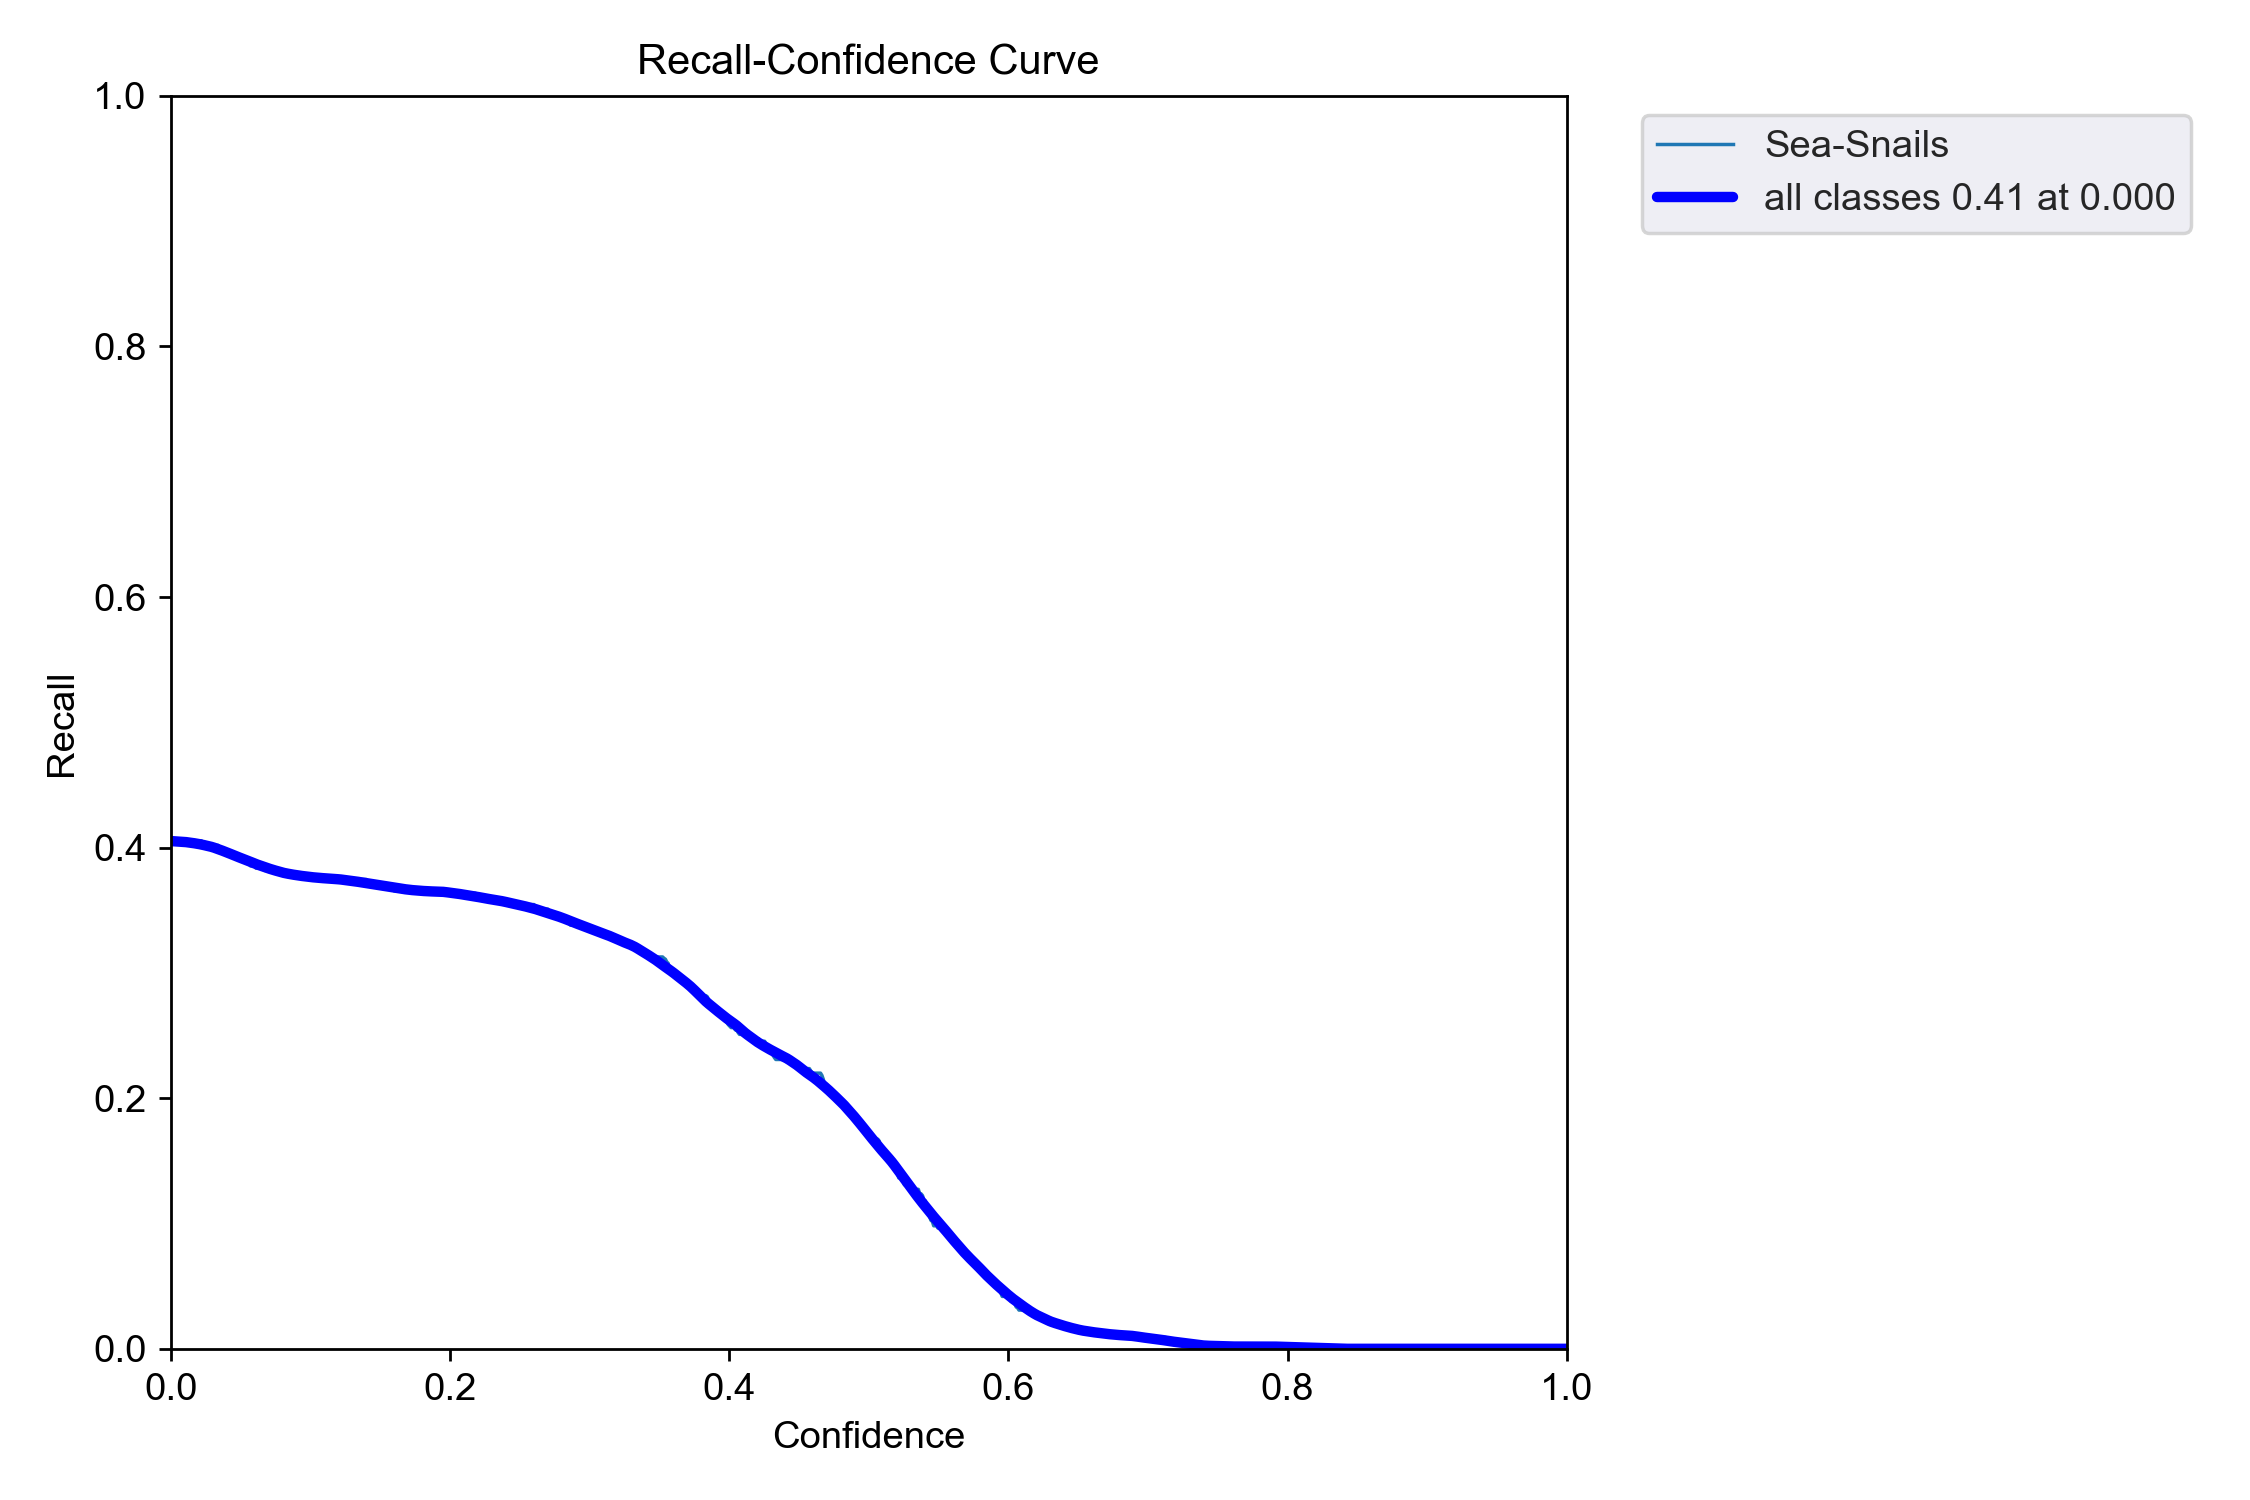 Recall-Confidence Curve
1.0
0.8
0.6
0.4
0.2
0.0
Recall
0.0 0.2 0.4 0.6 0.8 1.0
Confidence
Sea-Snails
all classes 0.41 at 0.000